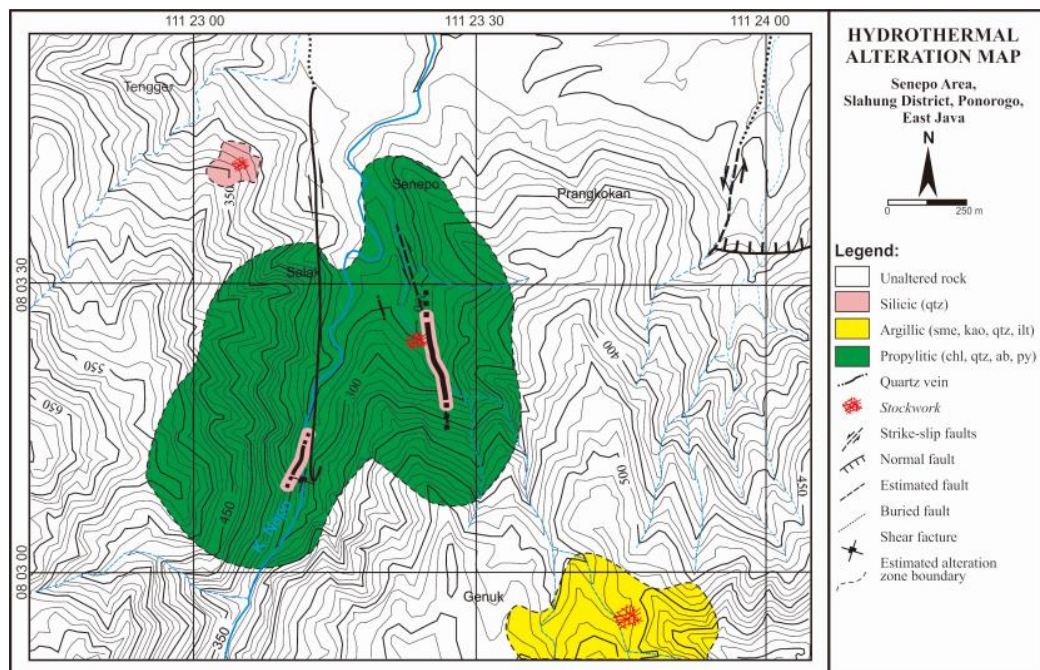 111 23 00
111 23 30
111 24 00
HYDROTHERMAL
ALTERATION MAP
Senepo Area,
Slahung District, Ponorogo,
East Java
N
0 250 m
Legend:
Unaltered rock
Silicic (qtz)
Argillic (sme, kao, qtz, ilt)
Propylitic (chl, qtz, ab, py)
Quartz vein
Stockwork
Strike-slip faults
Normal fault
Estimated fault
Buried fault
Shear facture
Estimated alteration
zone boundary
Tengger
350
Senepo
Prangkokan
Salak
08 03 30
400
550
400
650
500
450
450
K. Nepo
08 03 00
Genuk
350